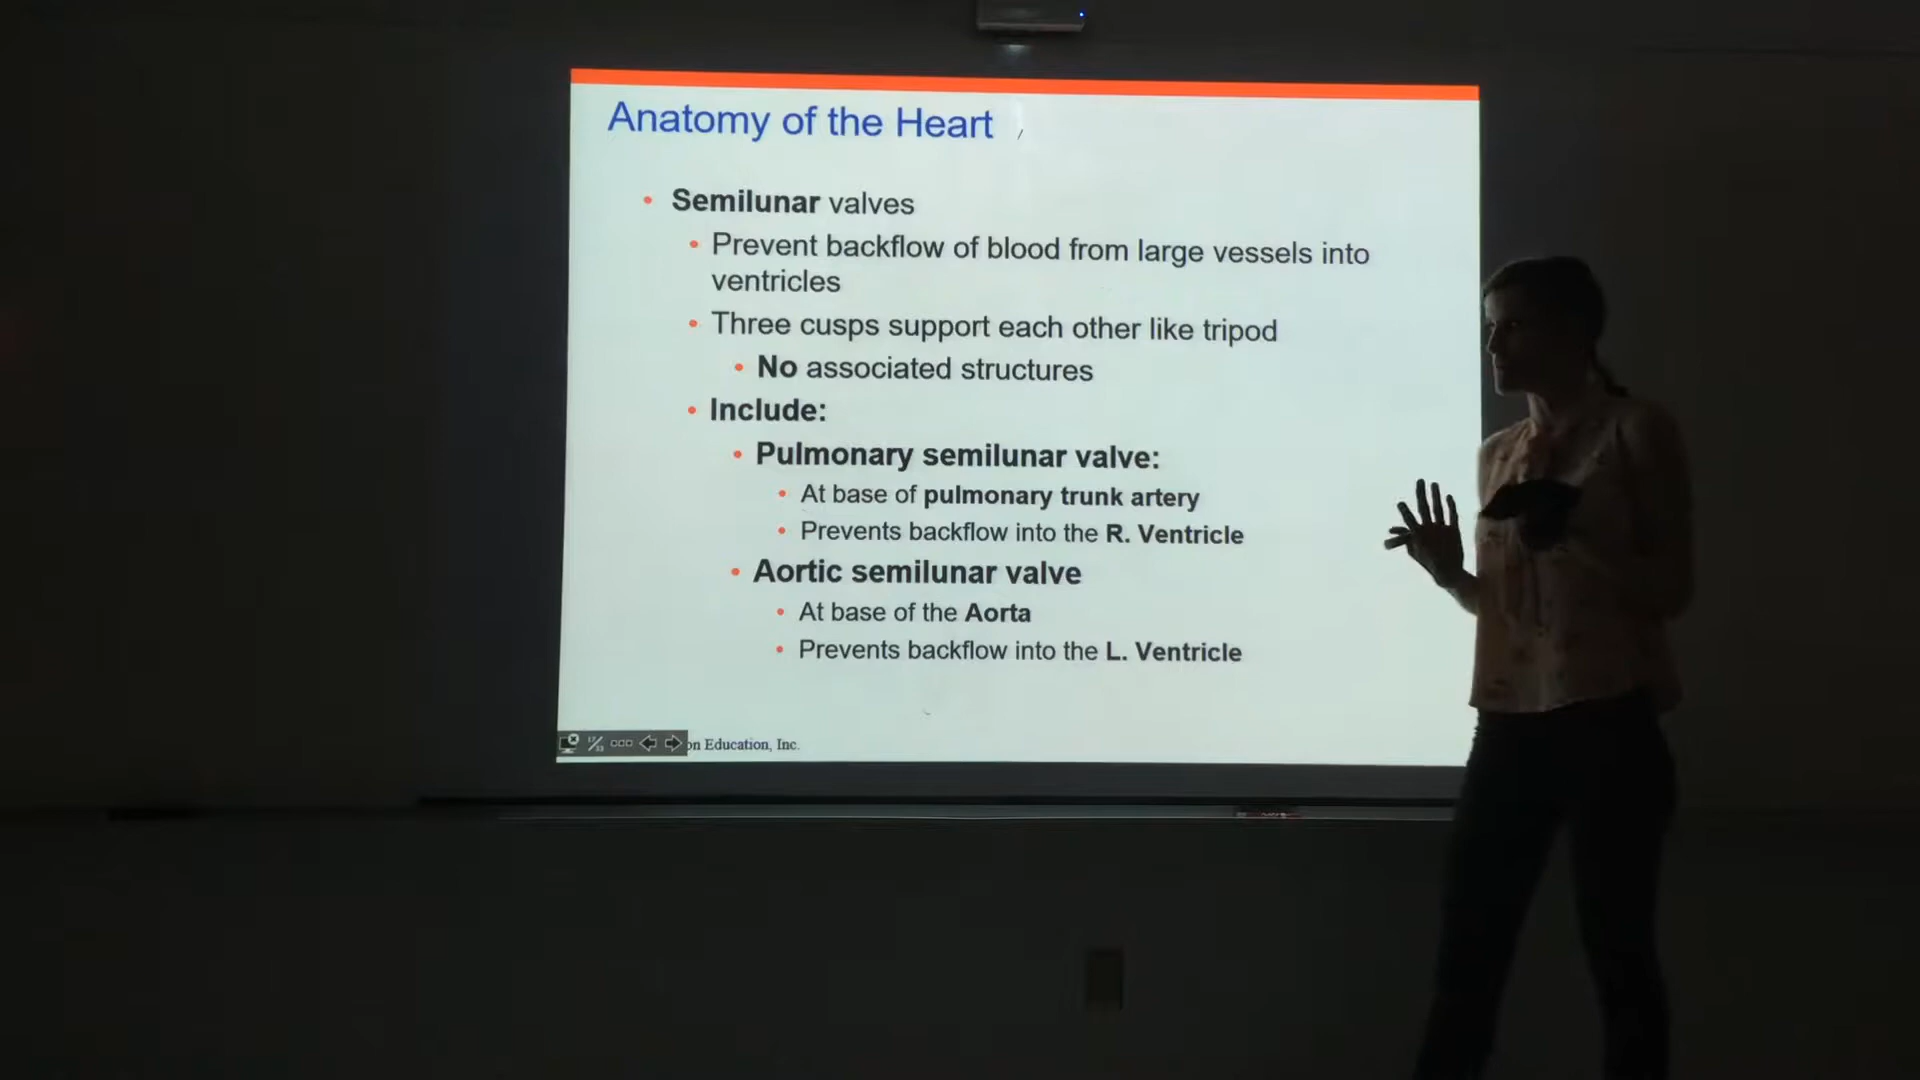 Anatomy of the Heart
• Semilunar valves
• Prevent backflow of blood from large vessels into
ventricles
• Three cusps support each other like tripod
• No associated structures
• Include:
• Pulmonary semilunar valve:
• At base of pulmonary trunk artery
• Prevents backflow into the R. Ventricle
• Aortic semilunar valve
• At base of the Aorta
• Prevents backflow into the L. Ventricle
on Education, Inc.